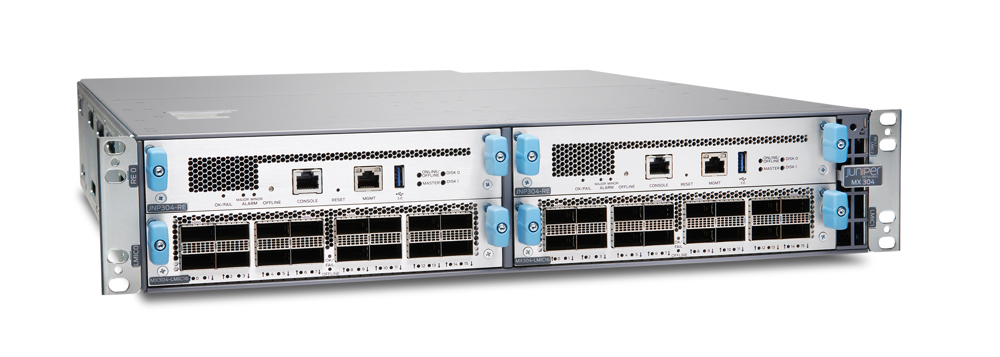 RE 0
OK/FAIL
MAJOR MINOR
ALARM
OFFLINE
CONSOLE
RESET
MGMT
3.0
ONLINE/
OFFLINE
DISK 0
MASTER
DISK 1
JNP304-RE
OK/FAIL
MAJOR MINOR
ALARM
OFFLINE
CONSOLE
RESET
MGMT
3.0
ONLINE/
OFFLINE
DISK 0
MASTER
DISK 1
JNP304-RE
RE1/
LMIC2
JUNIPEr
NETWORKS
MX 304
LMIC0
400G
400G
400G
400G
OK/
FAIL
OFFLINE
MX304-LMIC16
↑ 0 1↓ ↑ 2 3↓ ↑ 4 5↓ ↑ 6 7↓ ↑ 8 9↓ ↑ 10 11↓ ↑ 12 13↓ ↑ 14 15↓
400G
400G
400G
400G
OK/
FAIL
OFFLINE
MX304-LMIC16
↑ 0 1↓ ↑ 2 3↓ ↑ 4 5↓ ↑ 6 7↓ ↑ 8 9↓ ↑ 10 11↓ ↑ 12 13↓ ↑ 14 15↓
LMIC1